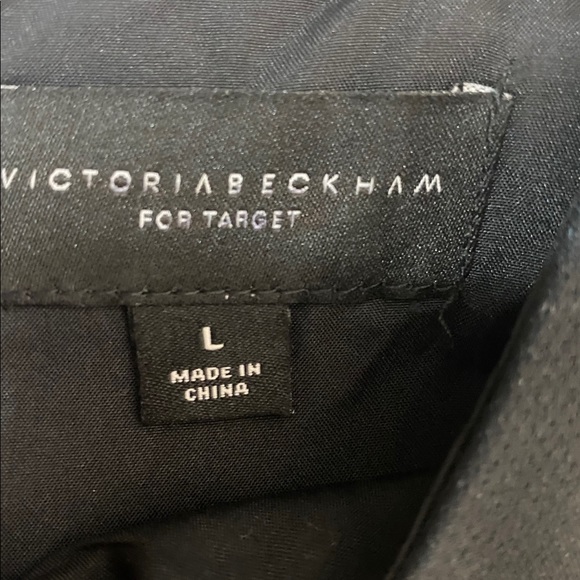 VICTORIABECKHAM
FOR TARGET
L
MADE IN
CHINA